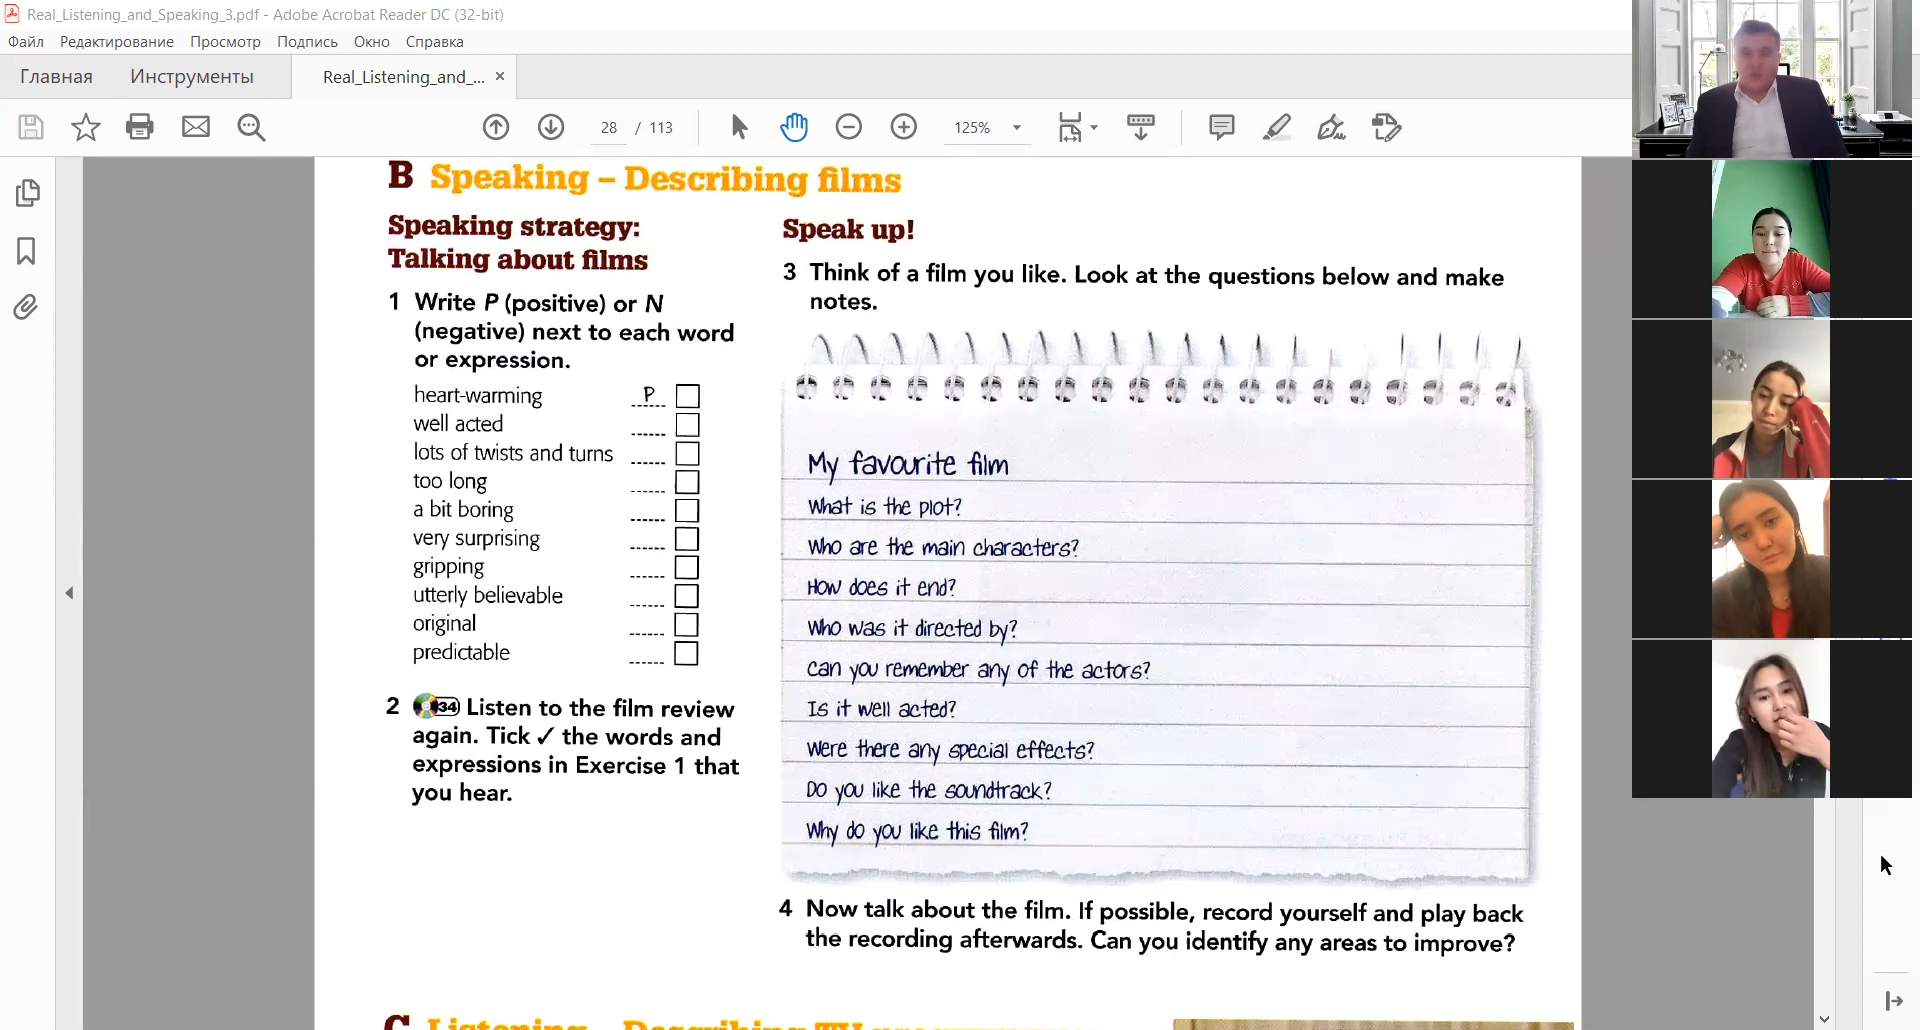 Real_Listening_and_Speaking_3.pdf - Adobe Acrobat Reader DC (32-bit)
Файл Редактирование Просмотр Подпись Окно Справка
Главная Инструменты Real_Listening_and_... ×
28 / 113 125%
B Speaking – Describing films
Speaking strategy:
Talking about films
1 Write P (positive) or N
(negative) next to each word
or expression.
heart-warming P
well acted
lots of twists and turns
too long
a bit boring
very surprising
gripping
utterly believable
original
predictable
2 34 Listen to the film review
again. Tick ✓ the words and
expressions in Exercise 1 that
you hear.
Speak up!
3 Think of a film you like. Look at the questions below and make
notes.
My favourite film
What is the plot?
Who are the main characters?
How does it end?
Who was it directed by?
Can you remember any of the actors?
Is it well acted?
Were there any special effects?
Do you like the soundtrack?
Why do you like this film?
4 Now talk about the film. If possible, record yourself and play back
the recording afterwards. Can you identify any areas to improve?
C Listening – Describing TV